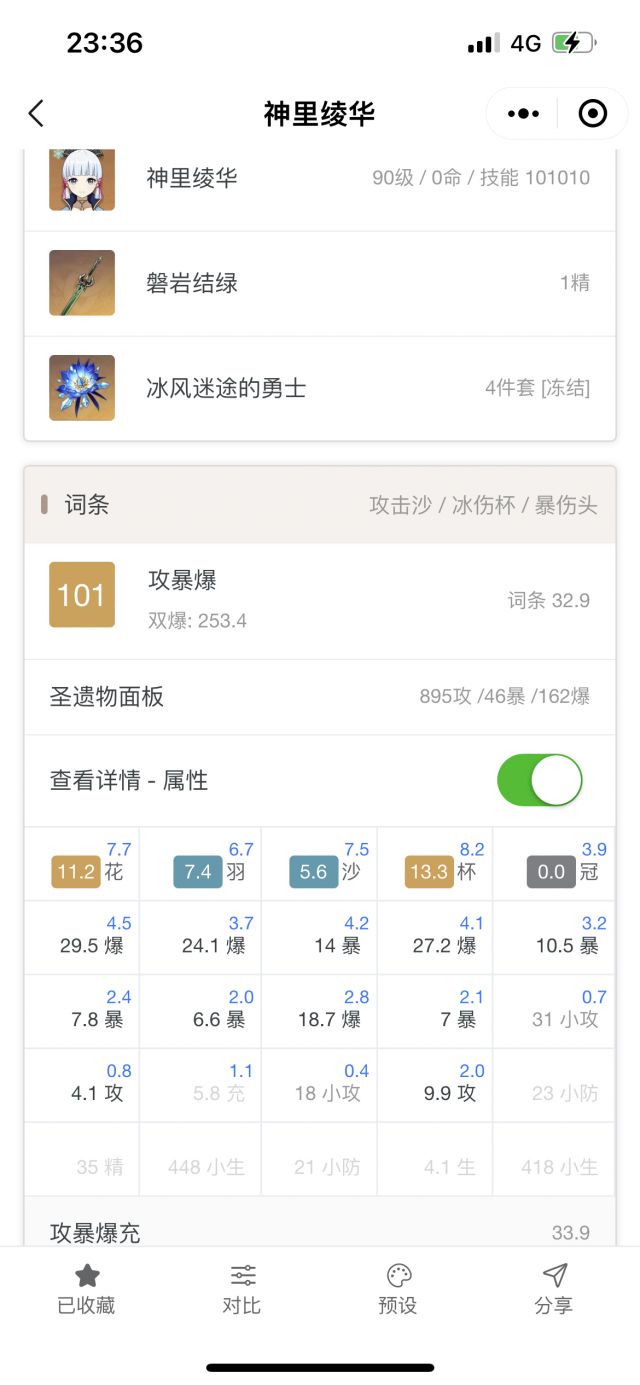 23:36
4G
神里绫华
神里绫华
90级 / 0命 / 技能 101010
磐岩结绿
1精
冰风迷途的勇士
4件套 [冻结]
词条
攻击沙 / 冰伤杯 / 暴伤头
101
攻暴爆
双爆: 253.4
词条 32.9
圣遗物面板
895攻 /46暴 /162爆
查看详情 - 属性
7.7 6.7 7.5 8.2 3.9
11.2 花 7.4 羽 5.6 沙 13.3 杯 0.0 冠
4.5 3.7 4.2 4.1 3.2
29.5 爆 24.1 爆 14 暴 27.2 爆 10.5 暴
2.4 2.0 2.8 2.1 0.7
7.8 暴 6.6 暴 18.7 爆 7 暴 31 小攻
0.8 1.1 0.4 2.0
4.1 攻 5.8 充 18 小攻 9.9 攻 23 小防
35 精 448 小生 21 小防 4.1 生 418 小生
攻暴爆充
33.9
已收藏 对比 预设 分享